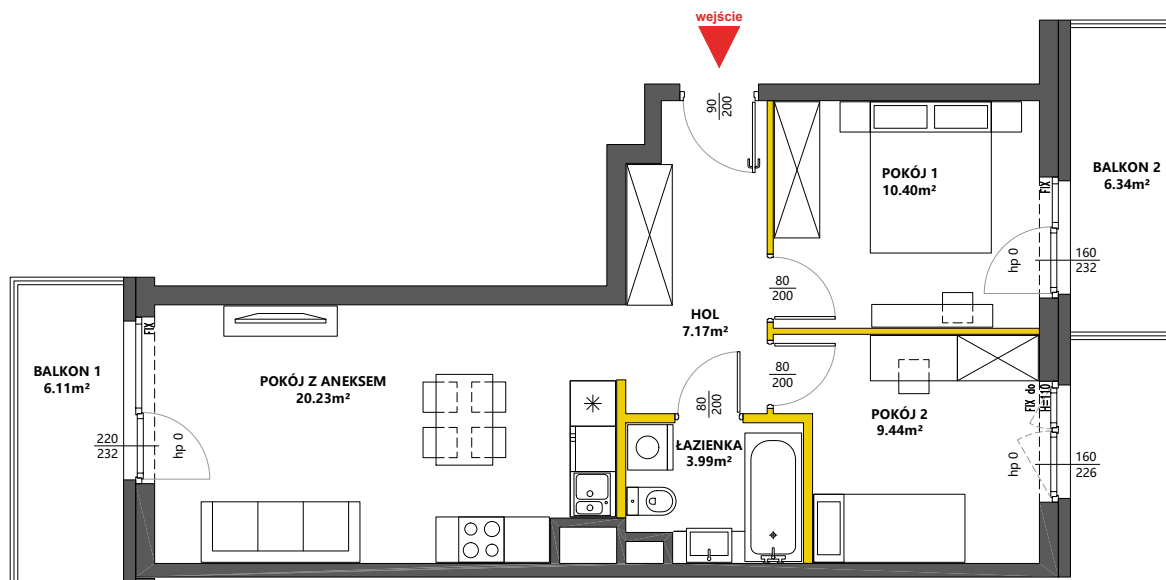 wejście
90
200
POKÓJ 1
10.40m²
BALKON 2
6.34m²
FIX
hp 0
160
232
80
200
HOL
7.17m²
FIX
BALKON 1
6.11m²
POKÓJ Z ANEKSEM
20.23m²
80
200
FIX do
H=110
80
200
POKÓJ 2
9.44m²
220
232
hp 0
ŁAZIENKA
3.99m²
hp 0
160
226